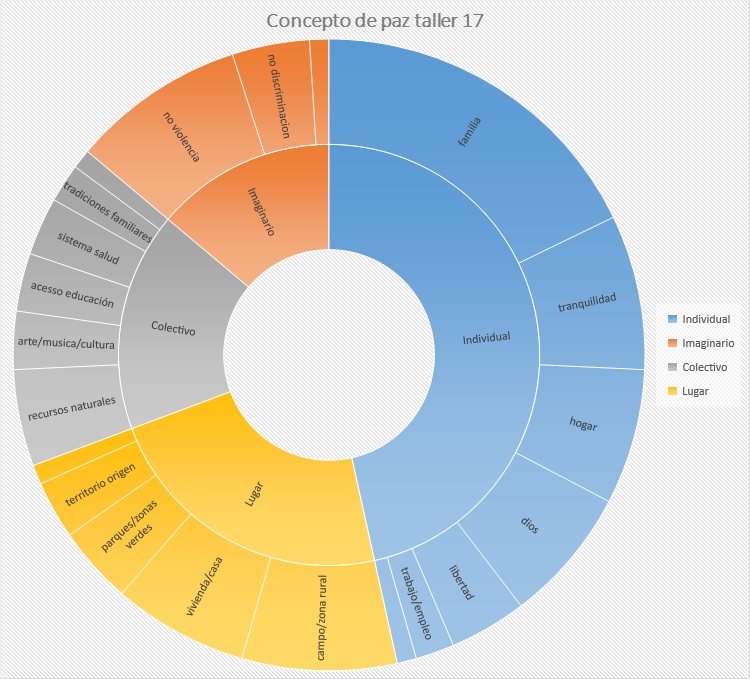 Concepto de paz taller 17
familia
tranquilidad
hogar
dios
libertad
trabajo/empleo
Individual
campo/zona rural
vivienda/casa
parques/zonas
verdes
territorio origen
Lugar
recursos naturales
arte/musica/cultura
acesso educación
sistema salud
tradiciones familiares
Colectivo
no violencia
no discriminacion
Imaginario
Individual
Imaginario
Colectivo
Lugar